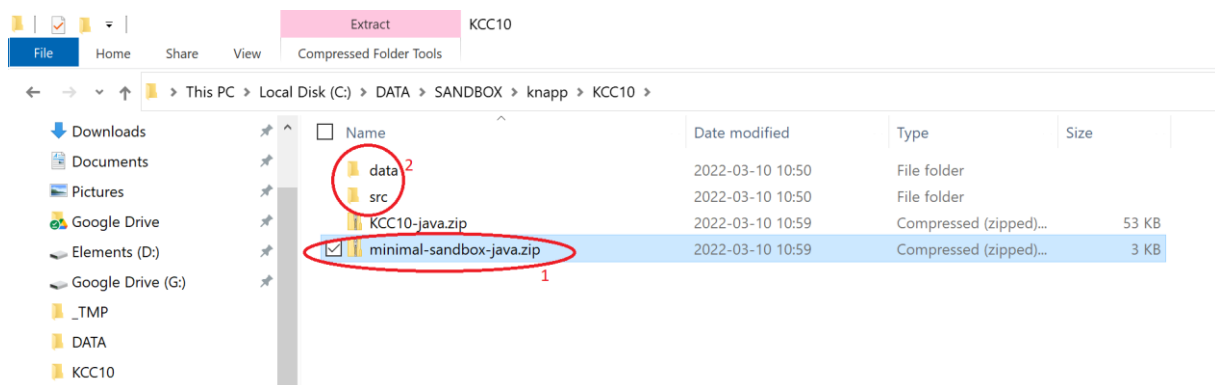 Extract KCC10
File Home Share View Compressed Folder Tools
This PC > Local Disk (C:) > DATA > SANDBOX > knapp > KCC10 >
Downloads
Documents
Pictures
Google Drive
Elements (D:)
Google Drive (G:)
_TMP
DATA
KCC10
Name Date modified Type Size
data 2 2022-03-10 10:50 File folder
src 2022-03-10 10:50 File folder
KCC10-java.zip 2022-03-10 10:59 Compressed (zipped)... 53 KB
minimal-sandbox-java.zip 2022-03-10 10:59 Compressed (zipped)... 3 KB
1